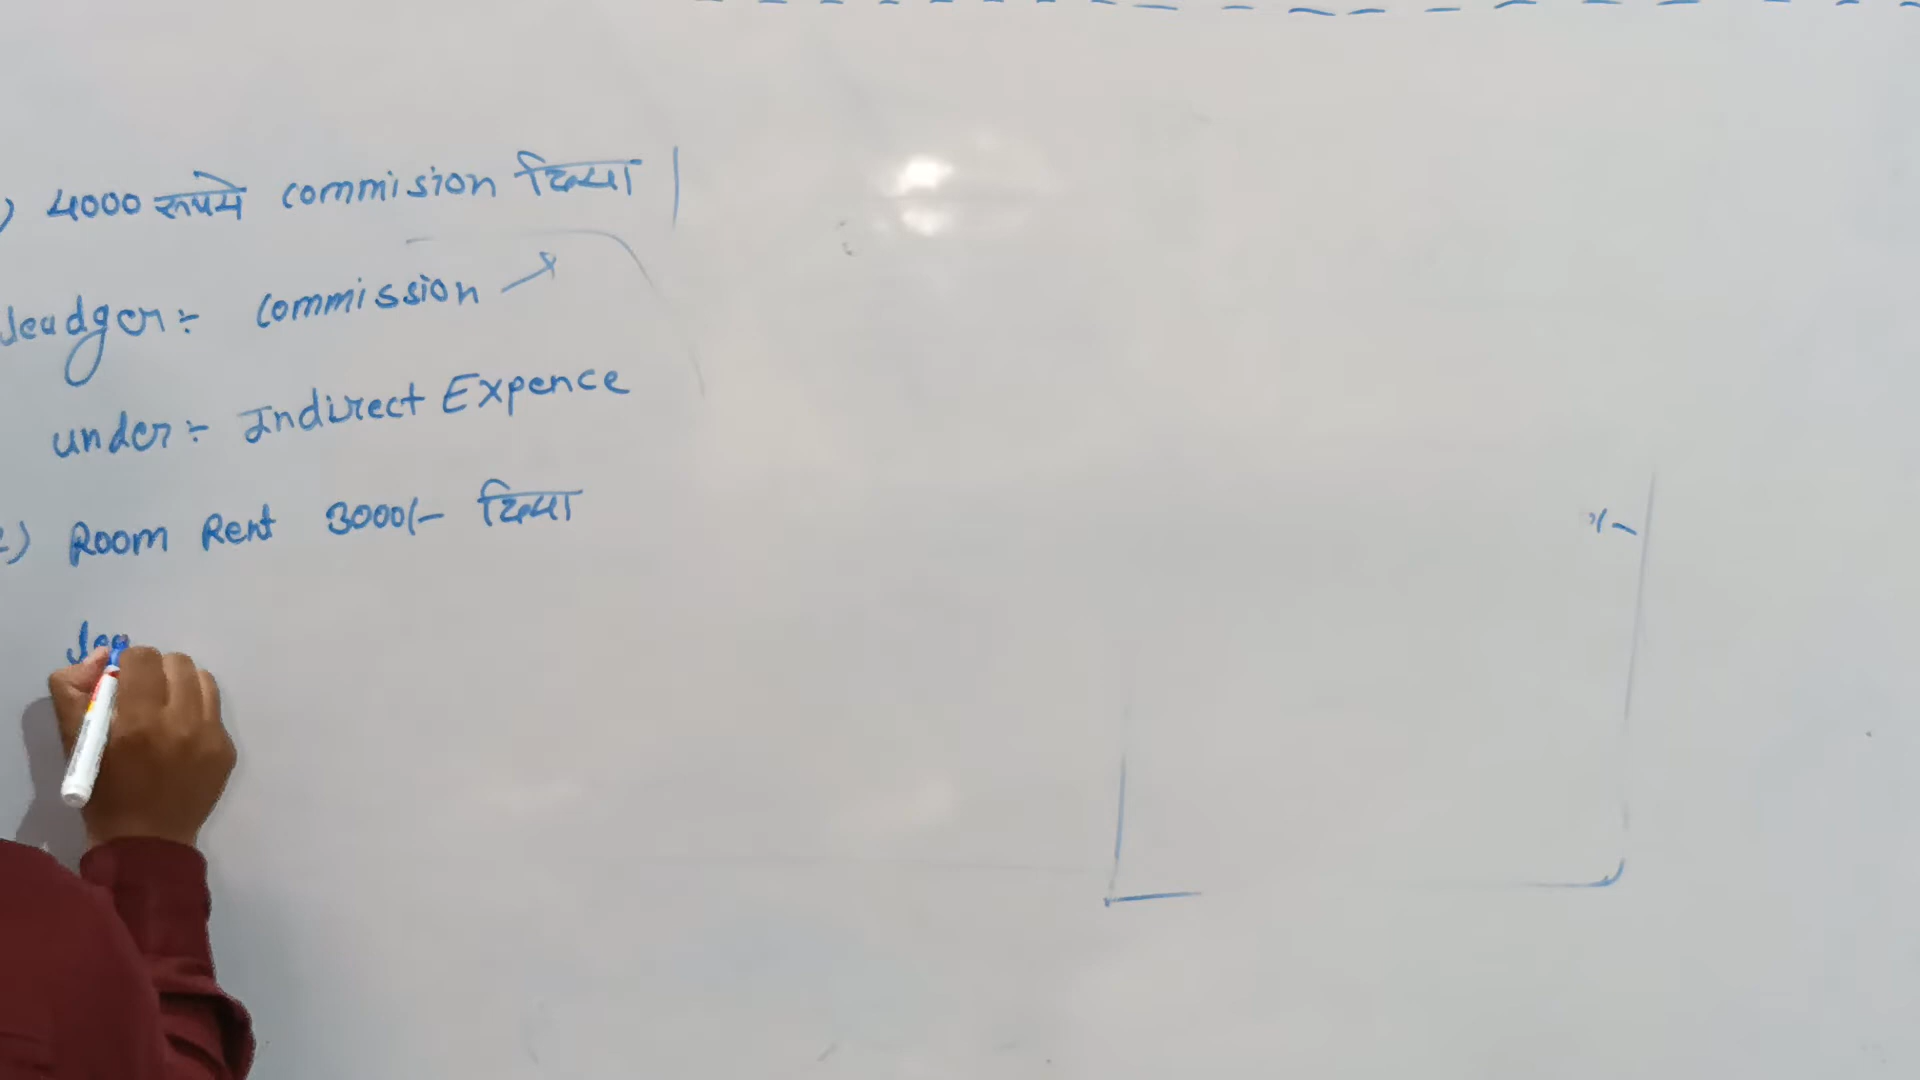 ) 4000 रूपये commision दिया |
leadger:- commission
under:- Indirect Expence
2) Room Rent 3000/- दिया